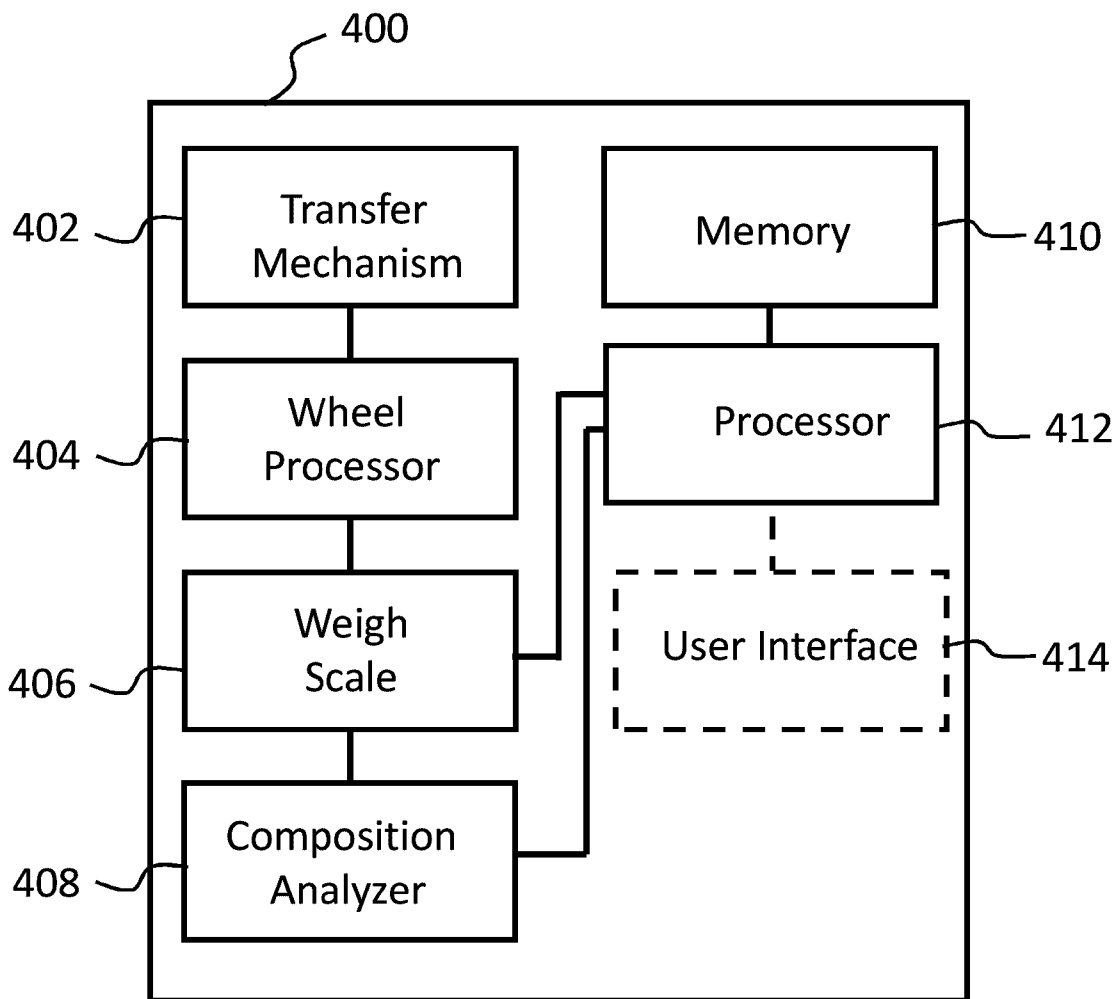 400
402
Transfer
Mechanism
Memory
410
404
Wheel
Processor
Processor
412
406
Weigh
Scale
User Interface
414
408
Composition
Analyzer